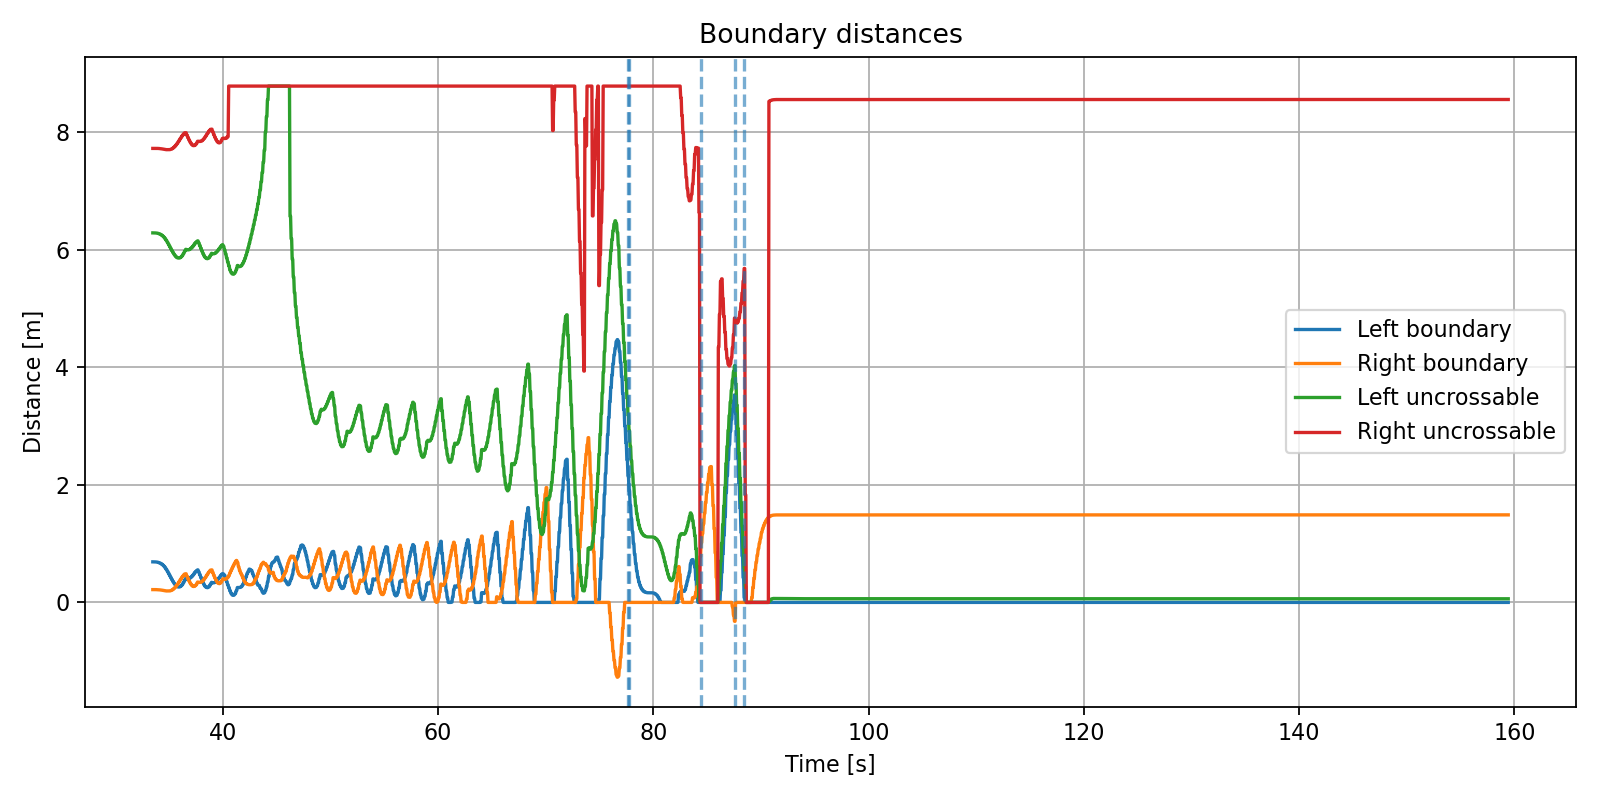 Boundary distances
Distance [m]
8
6
4
2
0
Left boundary
Right boundary
Left uncrossable
Right uncrossable
40
60
80
100
120
140
160
Time [s]